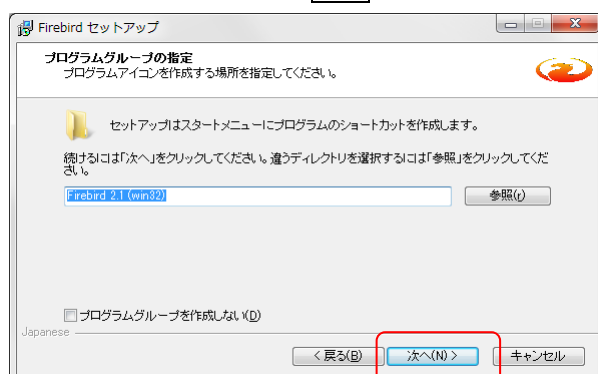 Firebird セットアップ
プログラムグループの指定
プログラムアイコンを作成する場所を指定してください。
セットアップはスタートメニューにプログラムのショートカットを作成します。
続けるには「次へ」をクリックしてください。違うディレクトリを選択するには「参照」をクリックしてくだ
さい。
Firebird 2.1 (win32)
参照(r)
プログラムグループを作成しない(D)
Japanese
< 戻る(B)
次へ(N) >
キャンセル